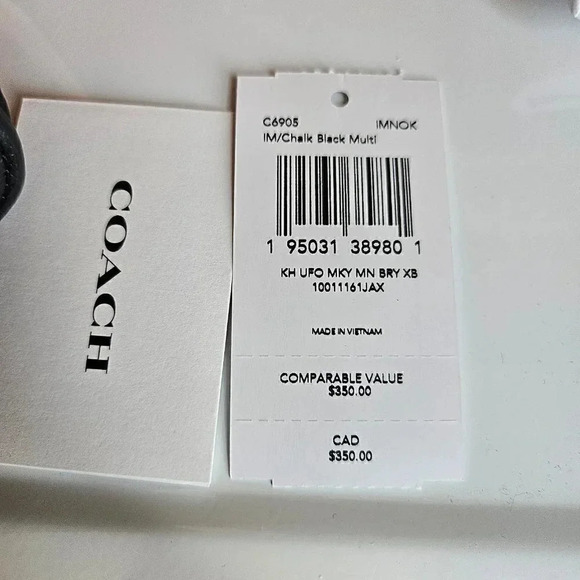 COACH
C6905 IMNOK
IM/Chalk Black Multi
1 95031 38980 1
KH UFO MKY MN BRY XB
10011161JAX
MADE IN VIETNAM
COMPARABLE VALUE
$350.00
CAD
$350.00